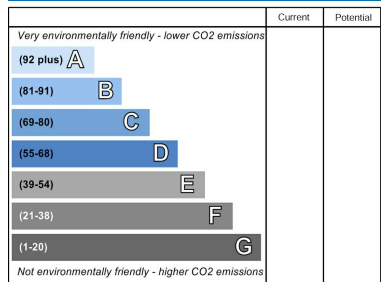 Current Potential
Very environmentally friendly - lower CO2 emissions
(92 plus) A
(81-91) B
(69-80) C
(55-68) D
(39-54) E
(21-38) F
(1-20) G
Not environmentally friendly - higher CO2 emissions